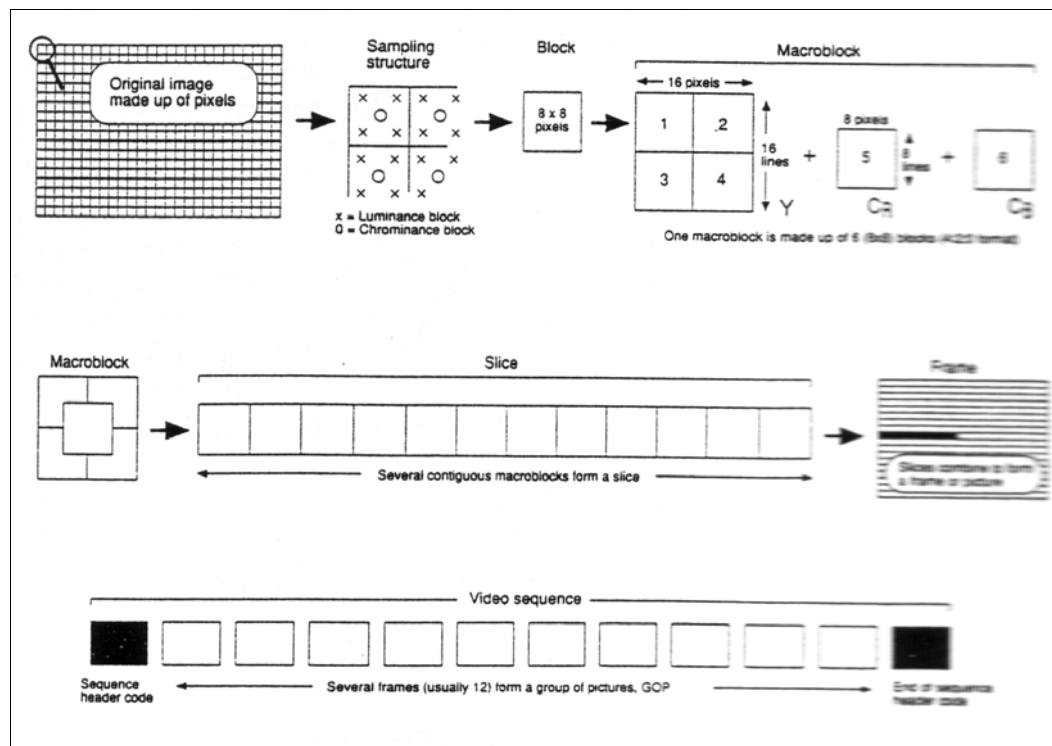 Original image
made up of pixels
Sampling
structure
x = Luminance block
O = Chrominance block
Block
8 x 8
pixels
Macroblock
16 pixels
1
.2
3
4
16
lines
Y
+
8 pixels
5
8
lines
CR
+
6
CB
One macroblock is made up of 6 (8x8) blocks (4:2:0 format)
Macroblock
Slice
Several contiguous macroblocks form a slice
Frame
Slices combine to form
a frame or picture
Video sequence
Sequence
header code
Several frames (usually 12) form a group of pictures, GOP
End of sequence
header code